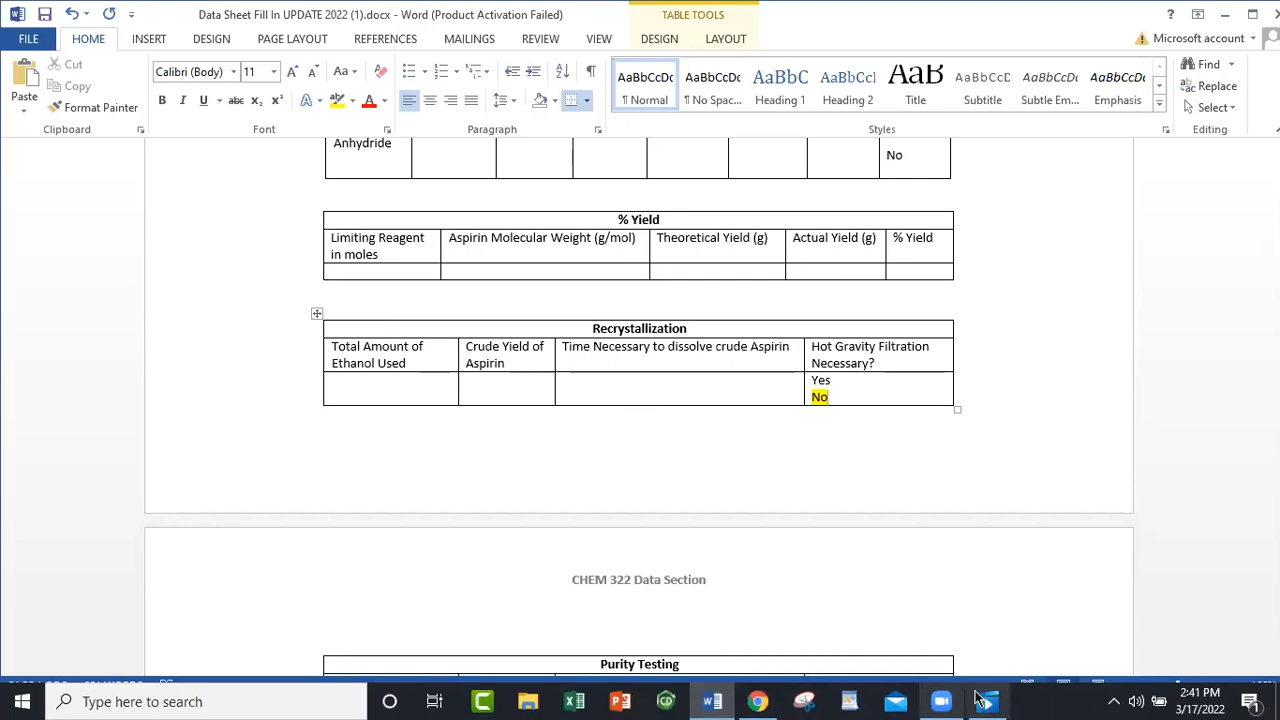 Data Sheet Fill In UPDATE 2022 (1).docx - Word (Product Activation Failed)
TABLE TOOLS
?
FILE HOME INSERT DESIGN PAGE LAYOUT REFERENCES MAILINGS REVIEW VIEW DESIGN LAYOUT Microsoft account
Paste
Cut
Copy
Format Painter
Calibri (Body) 11
Aa
B I U abc x₂ x² A A
AaBbCcDc AaBbCcDc AaBbC AaBbCcC AaB AaBbCcDc AaBbCcDc AaBbCcDc
¶ Normal ¶ No Spac... Heading Heading 2 Title Subtitle Subtle Em... Emphasis
Find
Replace
Select
Clipboard Font Paragraph Styles Editing
Anhydride
No
% Yield
Limiting Reagent in moles Aspirin Molecular Weight (g/mol) Theoretical Yield (g) Actual Yield (g) % Yield
Recrystallization
Total Amount of Ethanol Used Crude Yield of Aspirin Time Necessary to dissolve crude Aspirin Hot Gravity Filtration Necessary?
Yes
No
CHEM 322 Data Section
Purity Testing
Type here to search
2:41 PM
3/17/2022